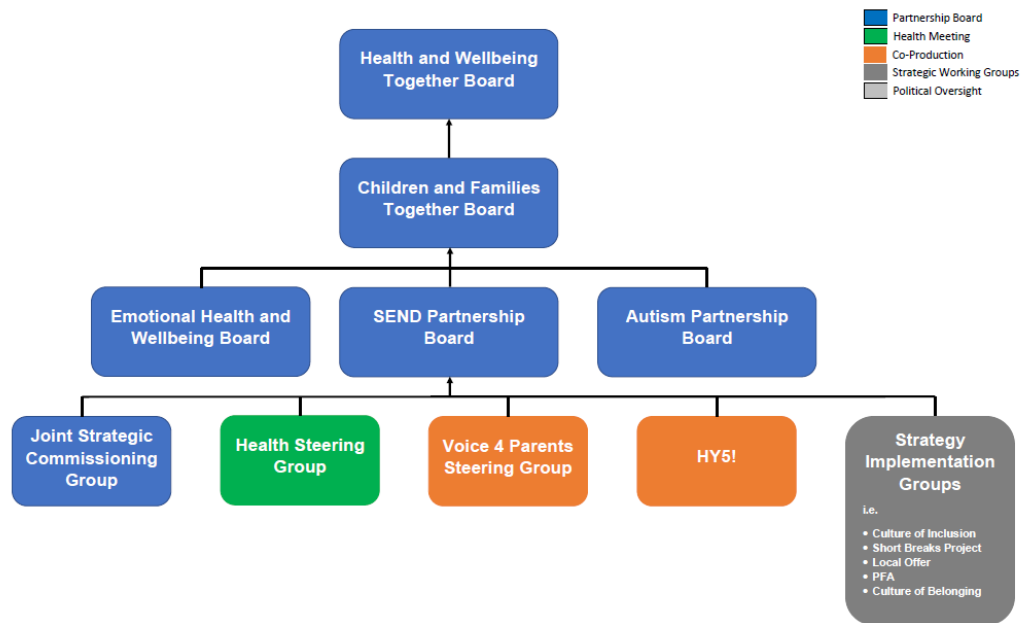 Partnership Board
Health Meeting
Co-Production
Strategic Working Groups
Political Oversight
Health and Wellbeing
Together Board
Children and Families
Together Board
Emotional Health and
Wellbeing Board
SEND Partnership
Board
Autism Partnership
Board
Joint Strategic
Commissioning
Group
Health Steering
Group
Voice 4 Parents
Steering Group
HY5!
Strategy
Implementation
Groups
i.e.
• Culture of Inclusion
• Short Breaks Project
• Local Offer
• PFA
• Culture of Belonging